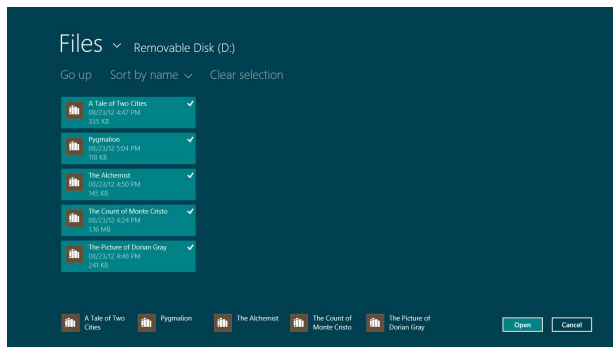 Files Removable Disk (D:)
Go up Sort by name Clear selection
A Tale of Two Cities
08/23/12 4:47 PM
335 KB
Pygmalion
08/23/12 5:04 PM
118 KB
The Alchemist
08/23/12 4:50 PM
145 KB
The Count of Monte Cristo
08/23/12 4:24 PM
1.16 MB
The Picture of Dorian Gray
08/23/12 4:48 PM
241 KB
A Tale of Two Pygmalion The Alchemist The Count of The Picture of
Cities Monte Cristo Dorian Gray
Open Cancel